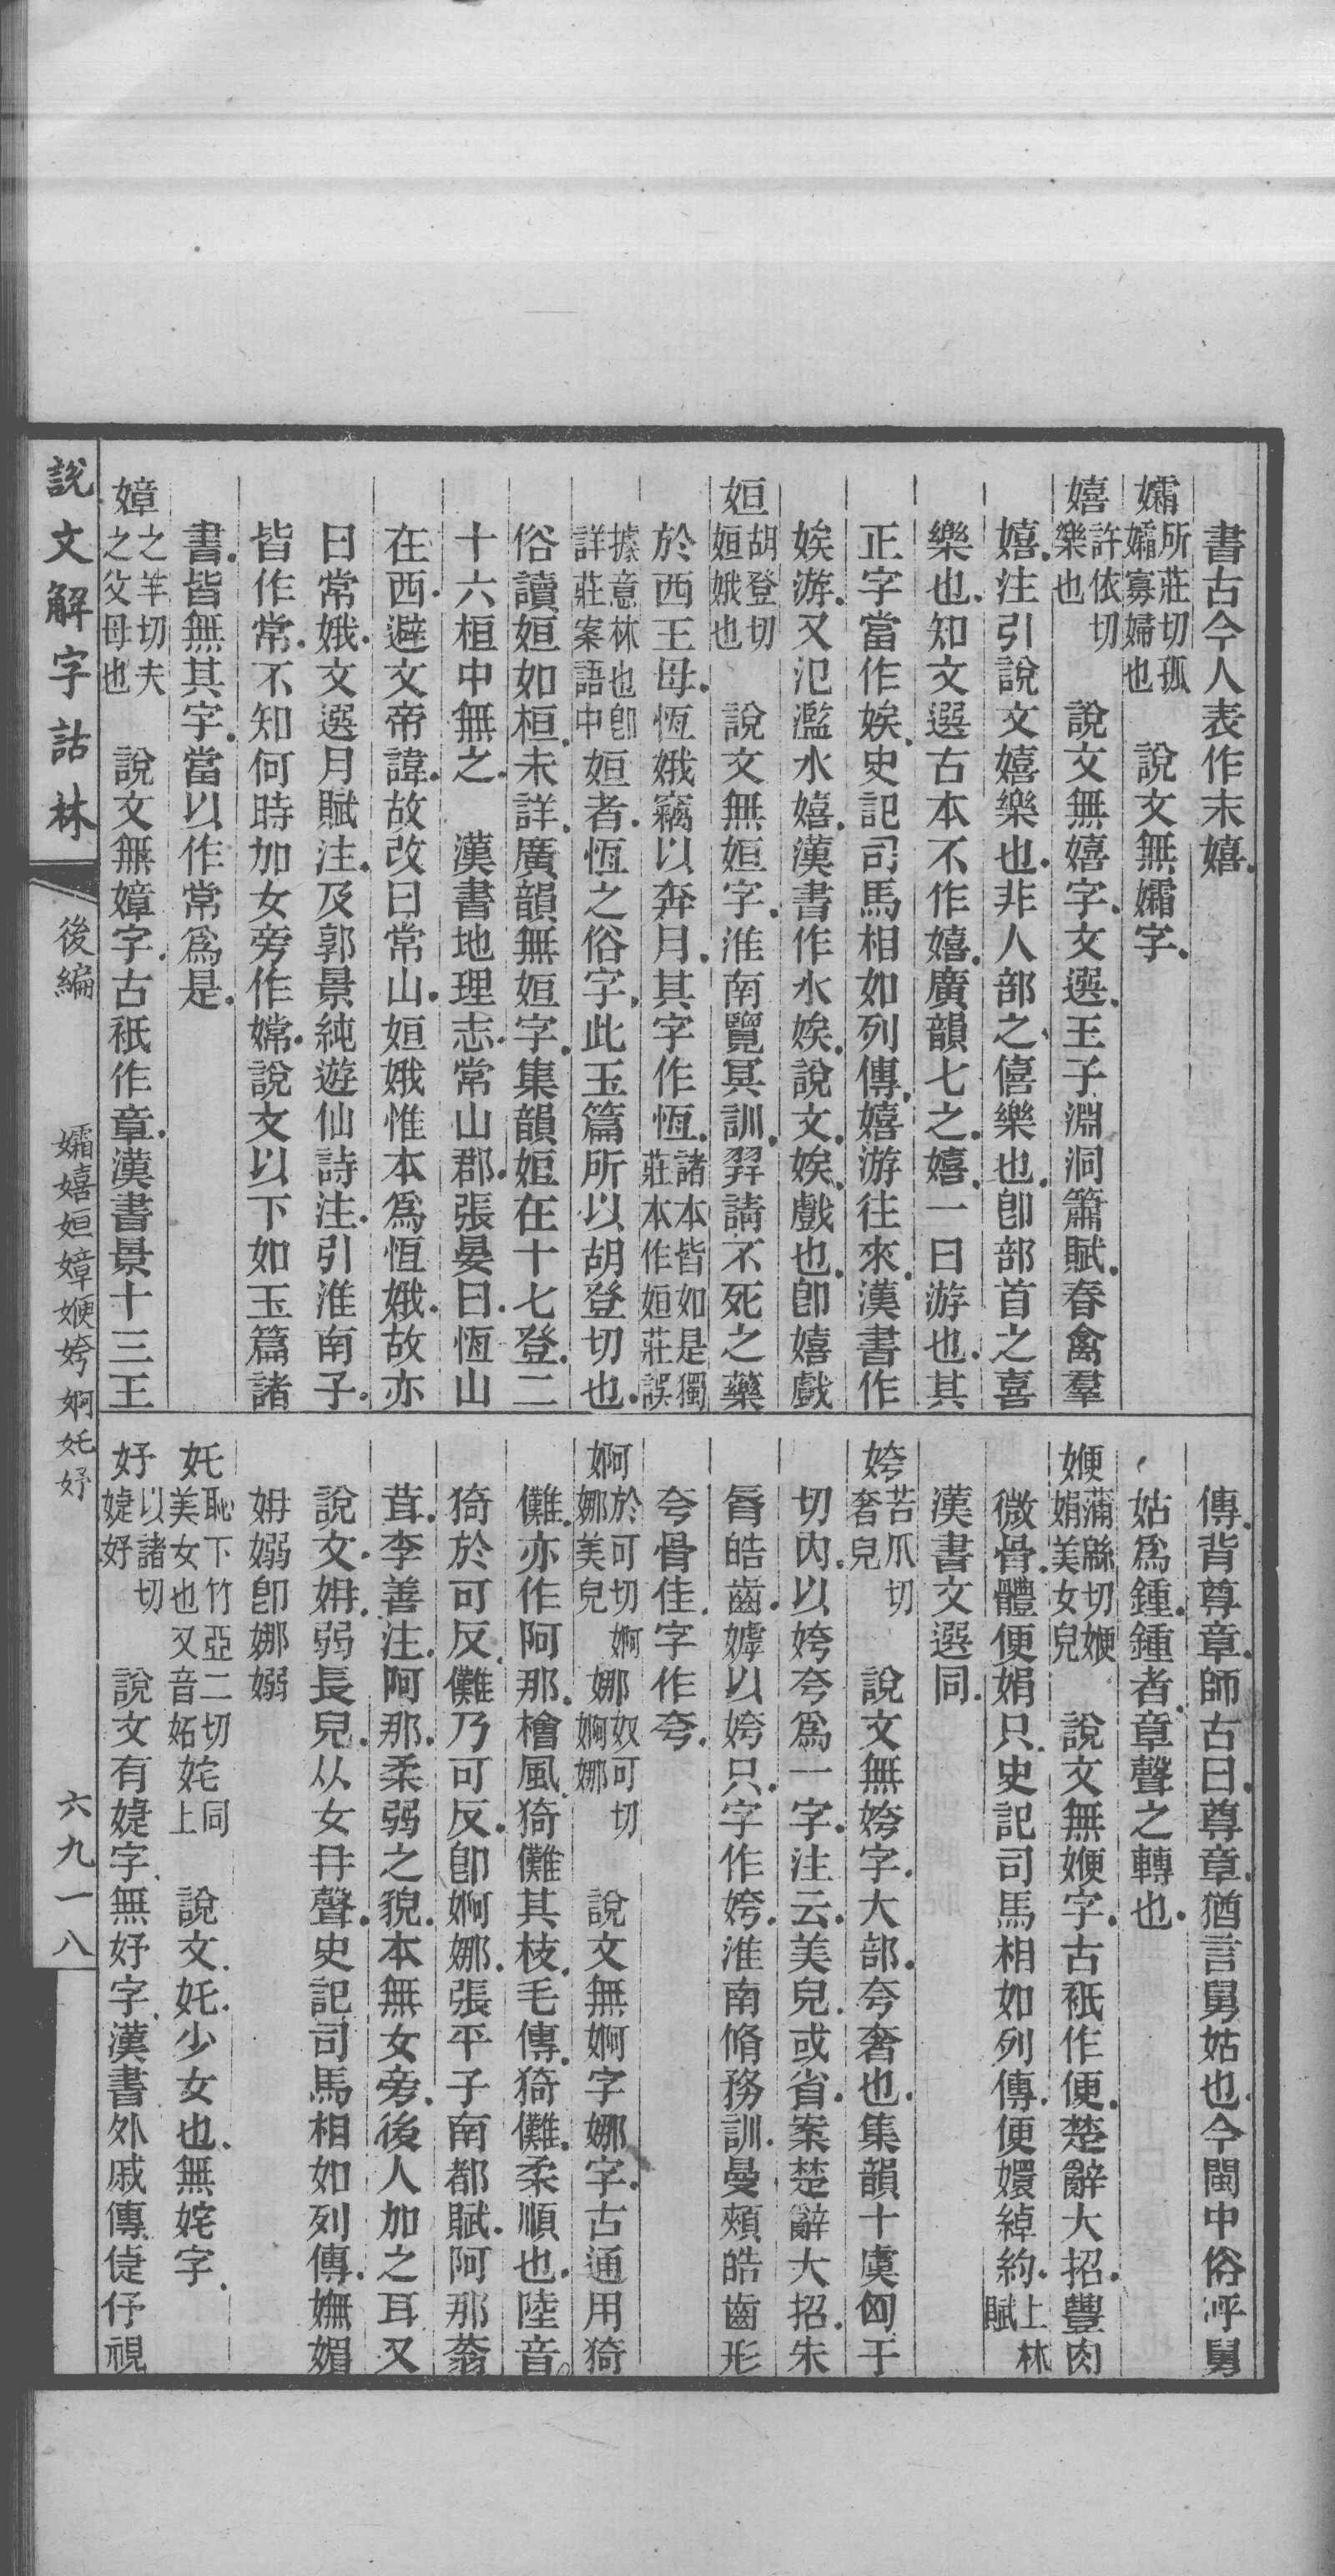 書古今人表作末嬉
孀所莊切孤孀寡婦也　說文無孀字
嬉許依切樂也　說文無嬉字文選王子淵洞簫賦春禽羣
嬉注引說文嬉樂也非人部之僖樂也卽部首之喜
樂也知文選古本不作嬉廣韻七之嬉一曰游也其
正字當作娭史記司馬相如列傳嬉游往來漢書作
娭游又氾濫水嬉漢書作水娭說文娭戲也卽嬉戲
姮胡登切姮娥也　說文無姮字淮南覽冥訓羿請不死之藥
於西王母恆娥竊以奔月其字作恆諸本皆如是獨莊本作姮莊誤
據意林也卽詳莊案語中姮者恆之俗字此玉篇所以胡登切也
俗讀姮如桓未詳廣韻無姮字集韻姮在十七登二
十六桓中無之　漢書地理志常山郡張晏曰恆山
在西避文帝諱故改曰常山姮娥惟本爲恆娥故亦
曰常娥文選月賦注及郭景純遊仙詩注引淮南子
皆作常不知何時加女旁作嫦說文以下如玉篇諸
書皆無其字當以作常爲是
嫜之羊切夫之父母也　說文無嫜字古祇作章漢書景十三王
傳背尊章師古曰尊章猶言舅姑也今閩中俗呼舅
姑爲鍾鍾者章聲之轉也
㛹蒲緜切㛹娟美女皃　說文無㛹字古祇作便楚辭大招豐肉
微骨體便娟只史記司馬相如列傳便嬛綽約上林賦
漢書文選同
姱苦爪切奢皃　說文無姱字大部夸奢也集韻十虞匈于
切內以姱夸爲一字注云美皃或省案楚辭大招朱
脣皓齒嫭以姱只字作姱淮南脩務訓曼頰皓齒形
夸骨佳字作夸
婀於可切婀娜美皃　娜奴可切婀娜　說文無婀字娜字古通用猗
儺亦作阿那檜風猗儺其枝毛傳猗儺柔順也陸音
猗於可反儺乃可反卽婀娜張平子南都賦阿那蓊
茸李善注阿那柔弱之貌本無女旁後人加之耳又
說文姌弱長皃从女冄聲史記司馬相如列傳嫵媚
姌嫋卽娜嫋
奼恥下竹亞二切美女也又音妬　姹同上　說文奼少女也無姹字
妤以諸切婕妤　說文有婕字無妤字漢書外戚傳倢伃視
說文解字詁林　後編　孀嬉姮嫜㛹姱婀奼妤　六九一八